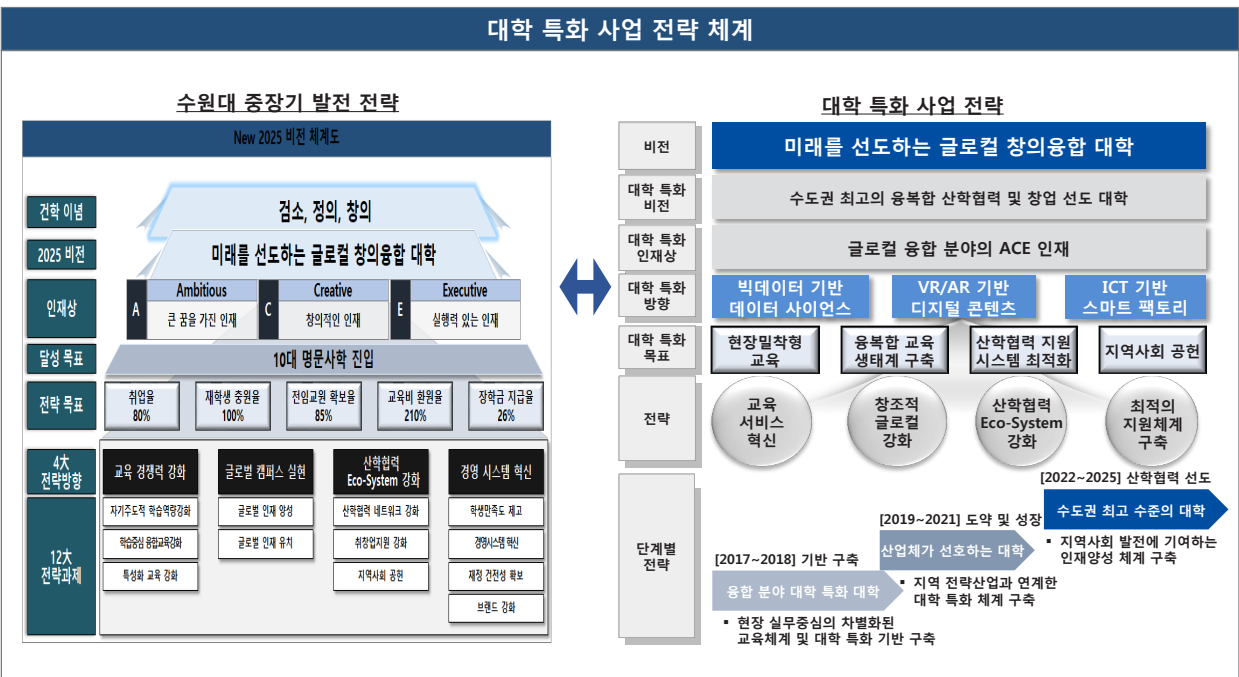 대학 특화 사업 전략 체계
수원대 중장기 발전 전략
New 2025 비전 체계도
건학 이념
검소, 정의, 창의
2025 비전
미래를 선도하는 글로컬 창의융합 대학
인재상
A
Ambitious
큰 꿈을 가진 인재
C
Creative
창의적인 인재
E
Executive
실행력 있는 인재
달성 목표
10대 명문사학 진입
전략 목표
취업율
80%
재학생 충원율
100%
전임교원 확보율
85%
교육비 환원율
210%
장학금 지급율
26%
4大
전략방향
교육 경쟁력 강화
글로벌 캠퍼스 실현
산학협력
Eco-System 강화
경영 시스템 혁신
12大
전략과제
자기주도적 학습역량강화
학습중심 융합교육강화
특성화 교육 강화
글로벌 인재 양성
글로벌 인재 유치
산학협력 네트워크 강화
취창업지원 강화
지역사회 공헌
학생만족도 제고
경영시스템 혁신
재정 건전성 확보
브랜드 강화
대학 특화 사업 전략
비전
미래를 선도하는 글로컬 창의융합 대학
대학 특화
비전
수도권 최고의 융복합 산학협력 및 창업 선도 대학
대학 특화
인재상
글로컬 융합 분야의 ACE 인재
대학 특화
방향
빅데이터 기반
데이터 사이언스
VR/AR 기반
디지털 콘텐츠
ICT 기반
스마트 팩토리
대학 특화
목표
현장밀착형
교육
융복합 교육
생태계 구축
산학협력 지원
시스템 최적화
지역사회 공헌
전략
교육
서비스
혁신
창조적
글로컬
강화
산학협력
Eco-System
강화
최적의
지원체계
구축
단계별
전략
[2017~2018] 기반 구축
융합 분야 대학 특화 대학
▪ 현장 실무중심의 차별화된
교육체계 및 대학 특화 기반 구축
[2019~2021] 도약 및 성장
산업체가 선호하는 대학
▪ 지역 전략산업과 연계한
대학 특화 체계 구축
[2022~2025] 산학협력 선도
수도권 최고 수준의 대학
▪ 지역사회 발전에 기여하는
인재양성 체계 구축